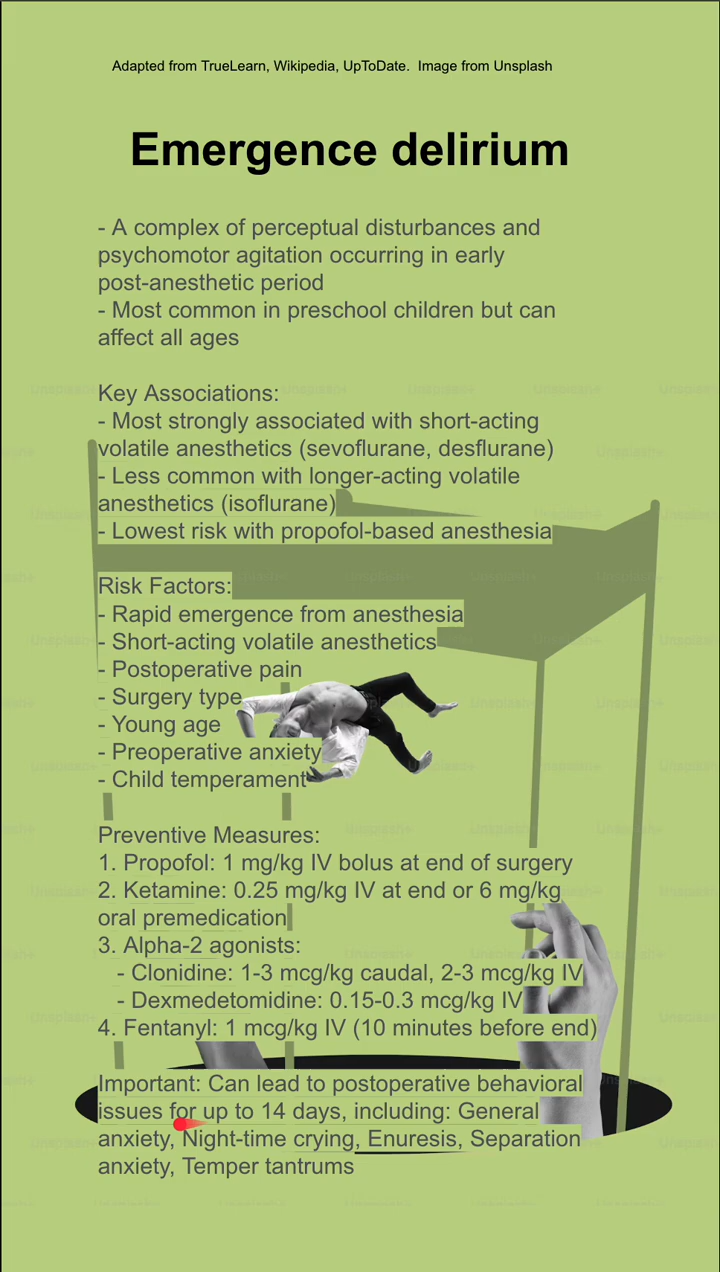 Adapted from TrueLearn, Wikipedia, UpToDate.  Image from Unsplash
Emergence delirium
- A complex of perceptual disturbances and
psychomotor agitation occurring in early
post-anesthetic period
- Most common in preschool children but can
affect all ages
Key Associations:
- Most strongly associated with short-acting
volatile anesthetics (sevoflurane, desflurane)
- Less common with longer-acting volatile
anesthetics (isoflurane)
- Lowest risk with propofol-based anesthesia
Risk Factors:
- Rapid emergence from anesthesia
- Short-acting volatile anesthetics
- Postoperative pain
- Surgery type
- Young age
- Preoperative anxiety
- Child temperament
Preventive Measures:
1. Propofol: 1 mg/kg IV bolus at end of surgery
2. Ketamine: 0.25 mg/kg IV at end or 6 mg/kg
oral premedication
3. Alpha-2 agonists:
- Clonidine: 1-3 mcg/kg caudal, 2-3 mcg/kg IV
- Dexmedetomidine: 0.15-0.3 mcg/kg IV
4. Fentanyl: 1 mcg/kg IV (10 minutes before end)
Important: Can lead to postoperative behavioral
issues for up to 14 days, including: General
anxiety, Night-time crying, Enuresis, Separation
anxiety, Temper tantrums